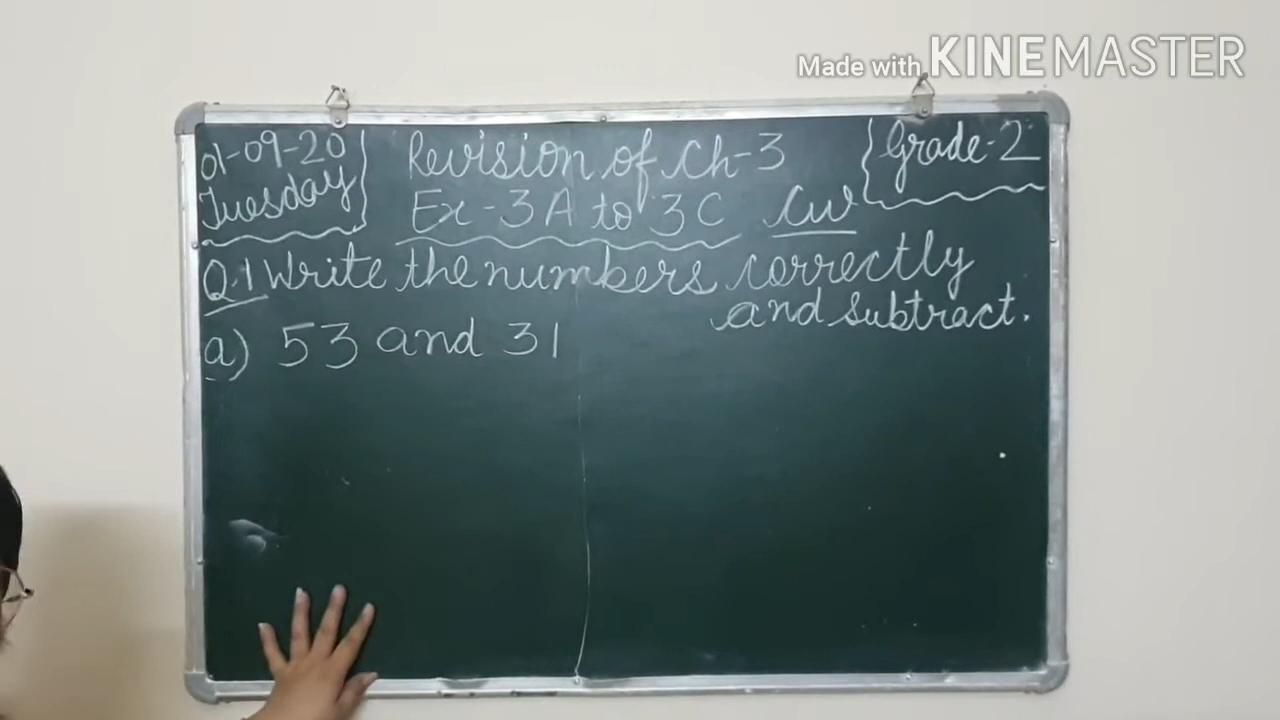 Made with KINEMASTER
01-09-20
Tuesday
Revision of Ch-3
Ex-3A to 3C CW
Grade-2
Q.1 Write the numbers correctly
and subtract.
a) 53 and 31